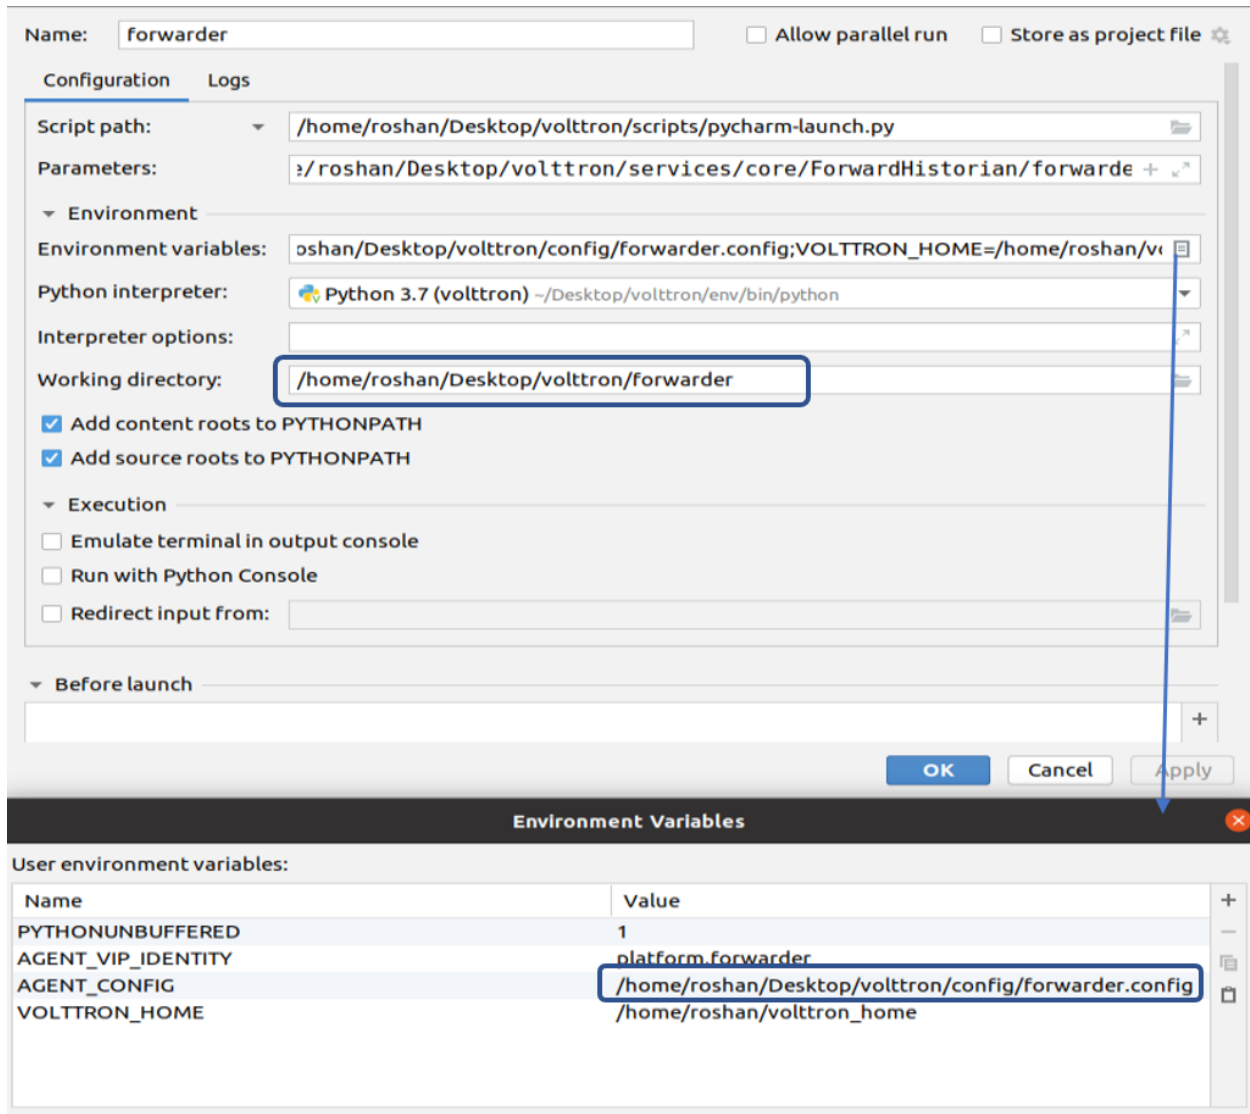 Name: forwarder Allow parallel run Store as project file
Configuration Logs
Script path: /home/roshan/Desktop/volttron/scripts/pycharm-launch.py
Parameters: e/roshan/Desktop/volttron/services/core/ForwardHistorian/forwarde
Environment
Environment variables: oshan/Desktop/volttron/config/forwarder.config;VOLTTRON_HOME=/home/roshan/vo
Python interpreter: Python 3.7 (volttron) ~/Desktop/volttron/env/bin/python
Interpreter options:
Working directory: /home/roshan/Desktop/volttron/forwarder
Add content roots to PYTHONPATH
Add source roots to PYTHONPATH
Execution
Emulate terminal in output console
Run with Python Console
Redirect input from:
Before launch
OK Cancel Apply
Environment Variables
User environment variables:
Name Value
PYTHONUNBUFFERED 1
AGENT_VIP_IDENTITY platform.forwarder
AGENT_CONFIG /home/roshan/Desktop/volttron/config/forwarder.config
VOLTTRON_HOME /home/roshan/volttron_home